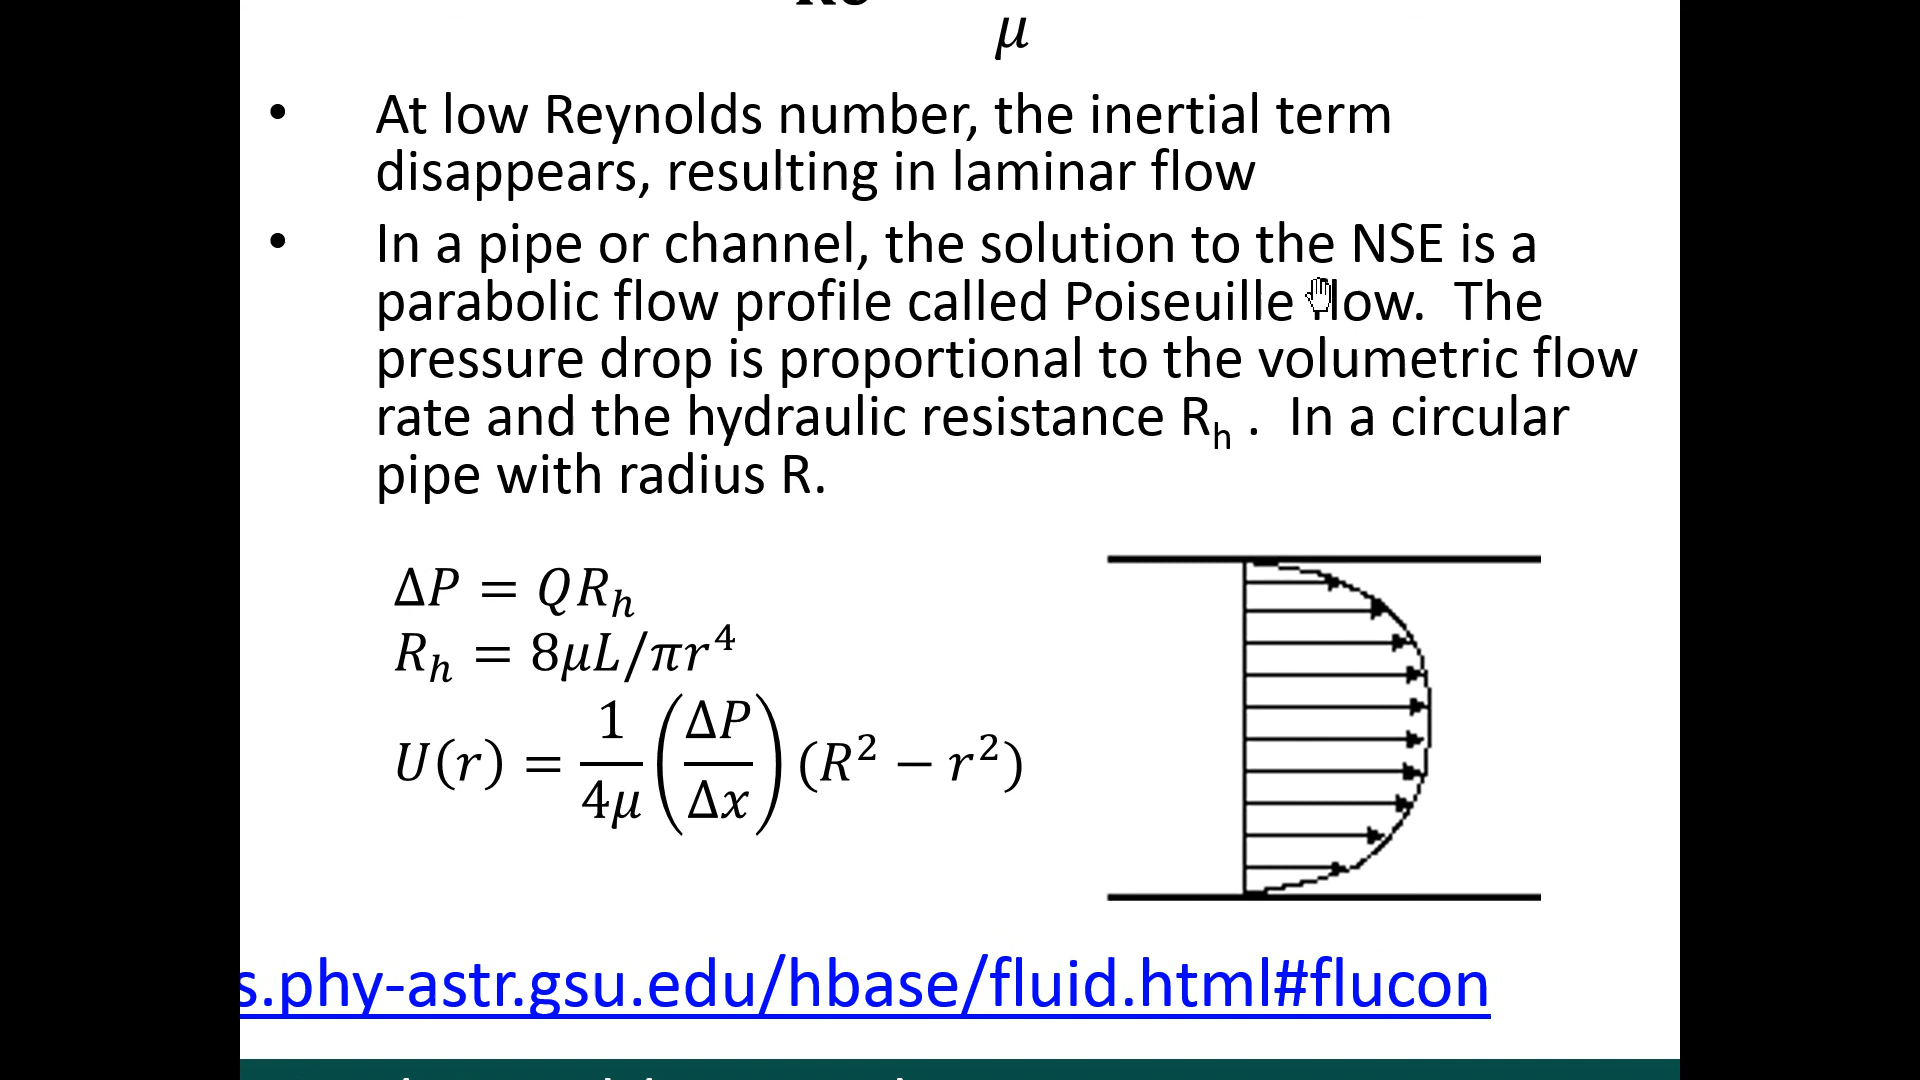 μ
• At low Reynolds number, the inertial term
disappears, resulting in laminar flow
• In a pipe or channel, the solution to the NSE is a
parabolic flow profile called Poiseuille flow. The
pressure drop is proportional to the volumetric flow
rate and the hydraulic resistance R_h . In a circular
pipe with radius R.
ΔP = QR_h
R_h = 8μL/πr⁴
U(r) = 1/4μ (ΔP/Δx) (R² − r²)
s.phy-astr.gsu.edu/hbase/fluid.html#flucon